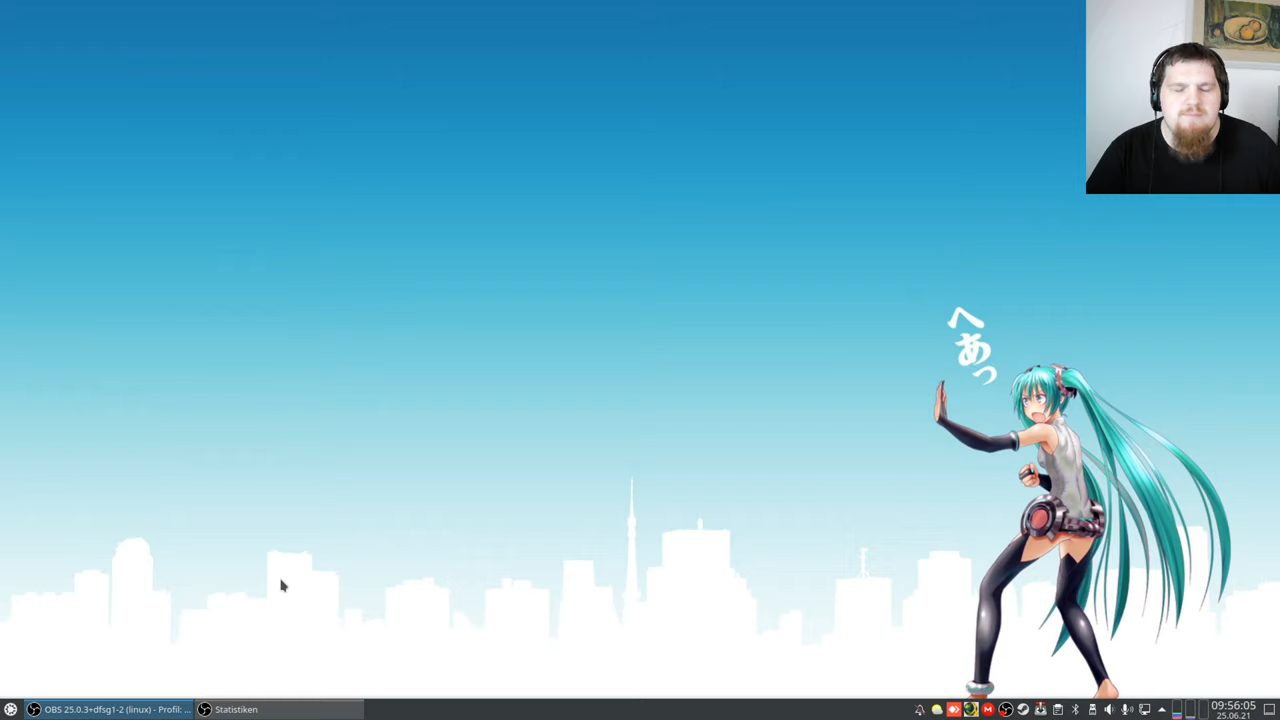 へあっ
OBS 25.0.3+dfsg1-2 (linux) - Profil: ...
Statistiken
09:56:05
25.06.21